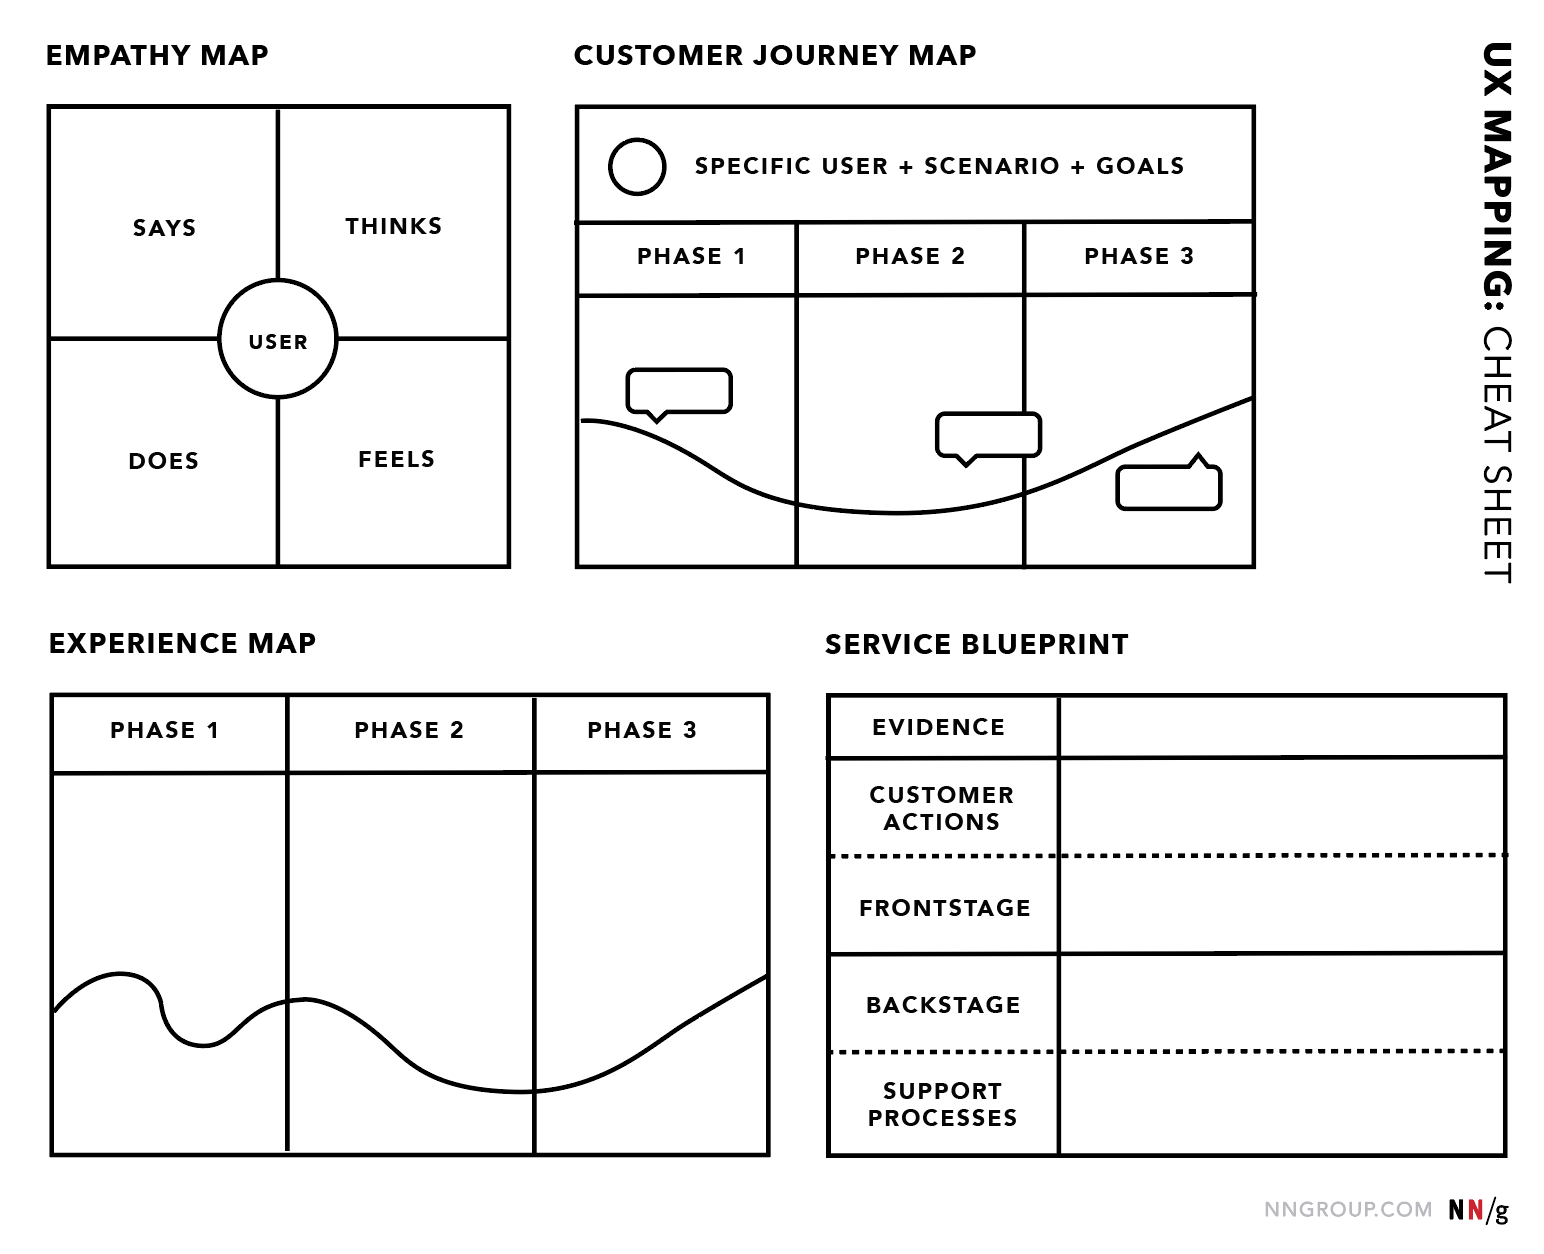 EMPATHY MAP
SAYS
THINKS
USER
DOES
FEELS
CUSTOMER JOURNEY MAP
SPECIFIC USER + SCENARIO + GOALS
PHASE 1
PHASE 2
PHASE 3
UX MAPPING: CHEAT SHEET
EXPERIENCE MAP
PHASE 1
PHASE 2
PHASE 3
SERVICE BLUEPRINT
EVIDENCE
CUSTOMER
ACTIONS
FRONTSTAGE
BACKSTAGE
SUPPORT
PROCESSES
NNGROUP.COM NN/g